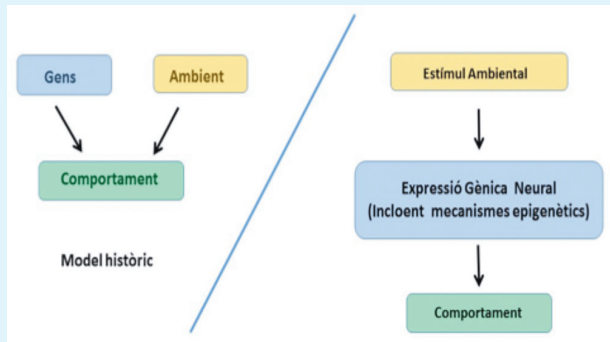 Gens
Ambient
Comportament
Model històric
Estímul Ambiental
Expressió Gènica Neural
(Incloent mecanismes epigenètics)
Comportament